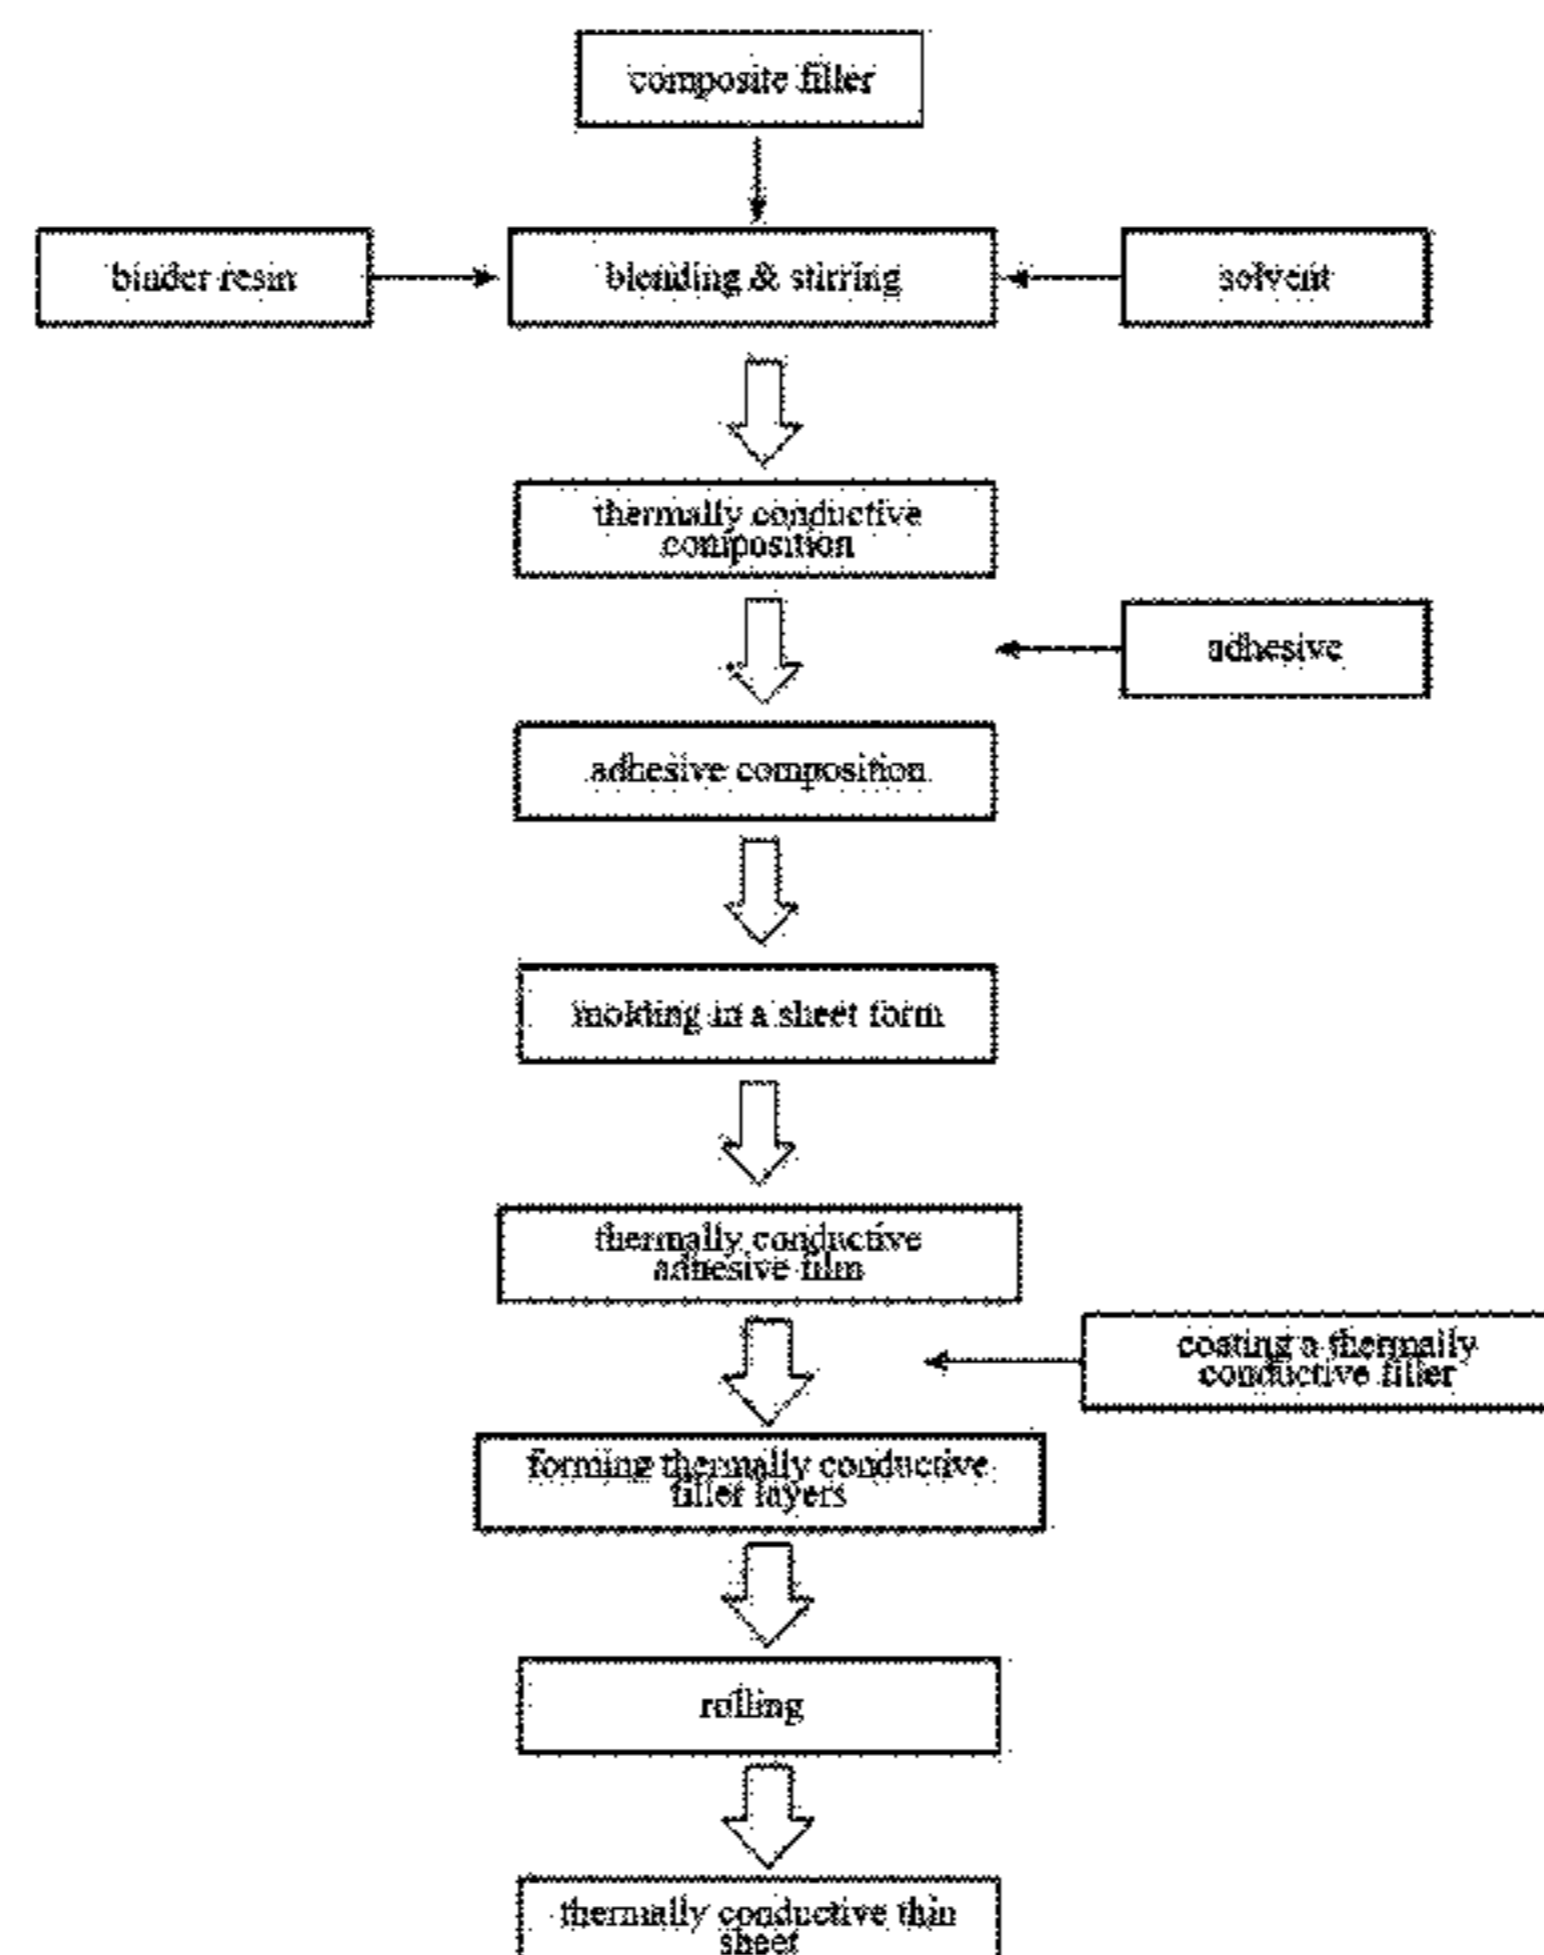 composite filler
binder resin
blending & stirring
solvent
thermally conductive
composition
adhesive
adhesive composition
molding in a sheet form
thermally conductive
adhesive film
coating a thermally
conductive filler
forming thermally conductive
filler layers
rolling
thermally conductive thin
sheet